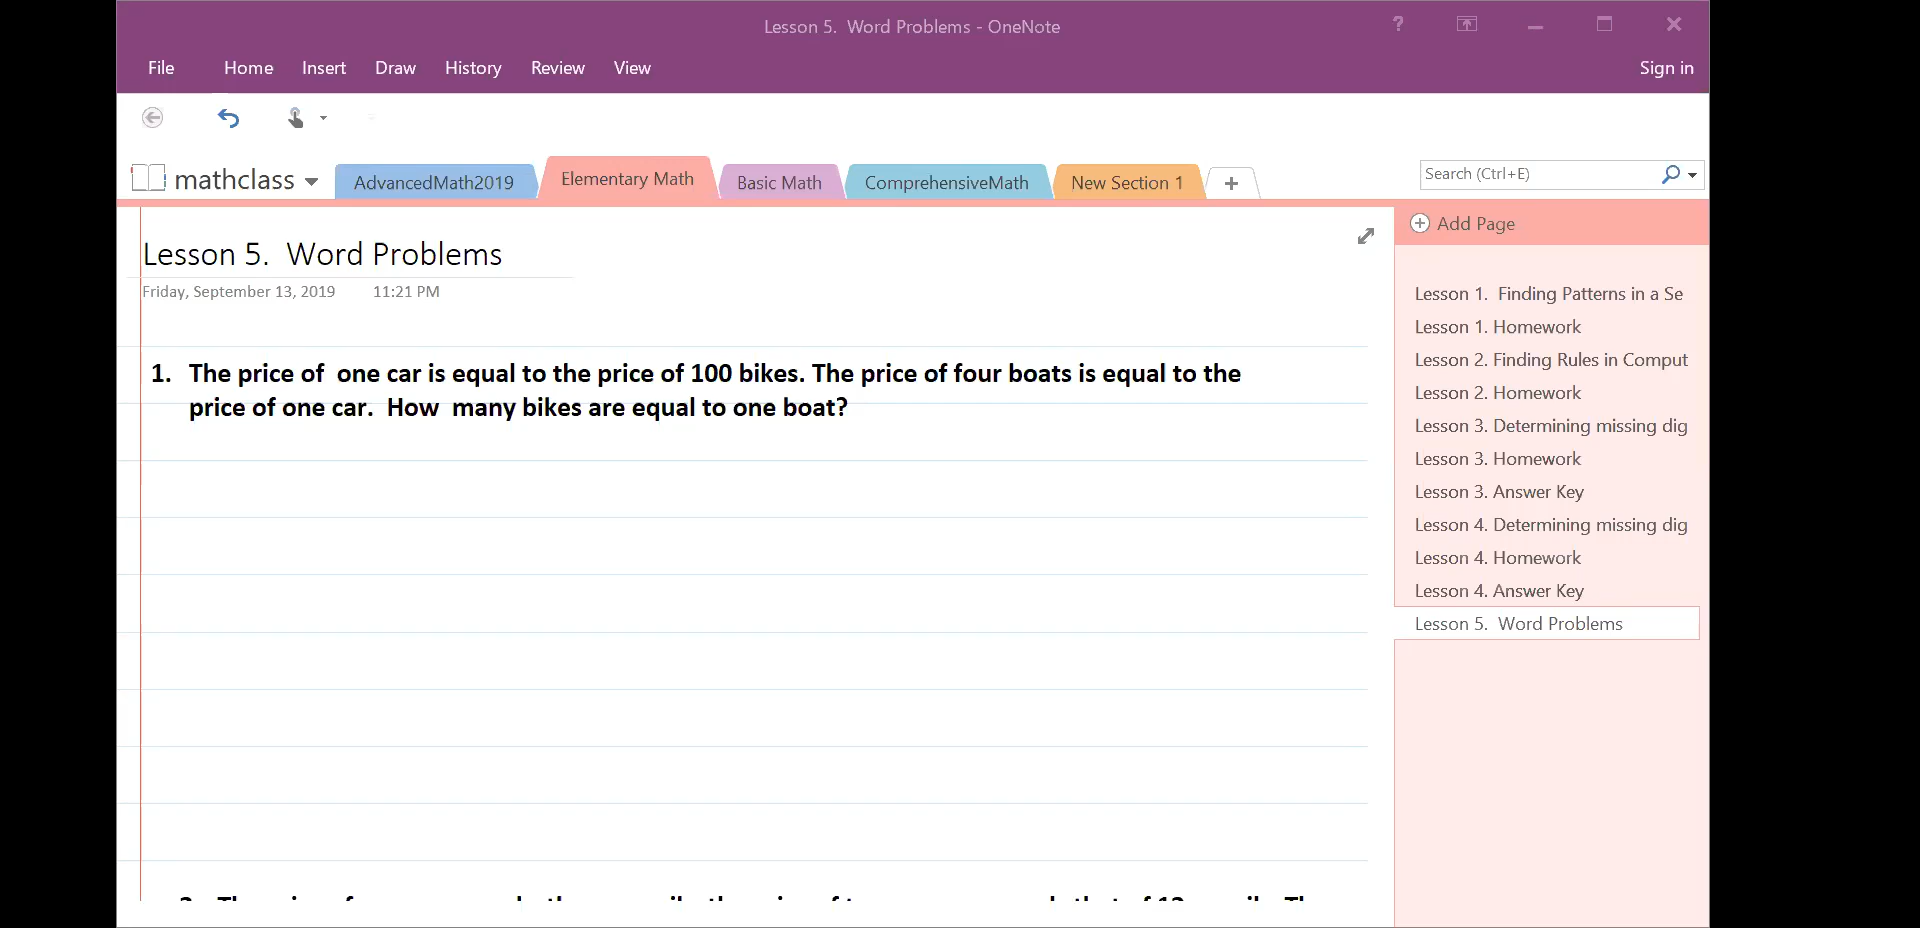 Lesson 5.  Word Problems - OneNote
?
File Home Insert Draw History Review View
Sign in
mathclass
AdvancedMath2019
Elementary Math
Basic Math
ComprehensiveMath
New Section 1
+
Search (Ctrl+E)
Add Page
Lesson 5.  Word Problems
Friday, September 13, 2019 11:21 PM
1. The price of  one car is equal to the price of 100 bikes. The price of four boats is equal to the
price of one car.  How  many bikes are equal to one boat?
Lesson 1.  Finding Patterns in a Se
Lesson 1. Homework
Lesson 2. Finding Rules in Comput
Lesson 2. Homework
Lesson 3. Determining missing dig
Lesson 3. Homework
Lesson 3. Answer Key
Lesson 4. Determining missing dig
Lesson 4. Homework
Lesson 4. Answer Key
Lesson 5.  Word Problems